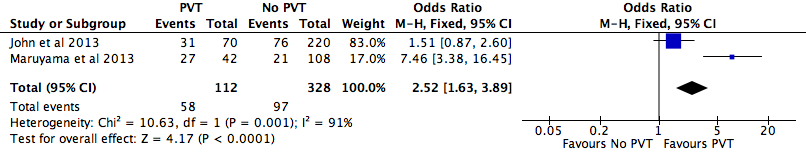 PVT No PVT Odds Ratio Odds Ratio
Study or Subgroup Events Total Events Total Weight M-H, Fixed, 95% CI M-H, Fixed, 95% CI
John et al 2013 31 70 76 220 83.0% 1.51 [0.87, 2.60]
Maruyama et al 2013 27 42 21 108 17.0% 7.46 [3.38, 16.45]
Total (95% CI) 112 328 100.0% 2.52 [1.63, 3.89]
Total events 58 97
Heterogeneity: Chi² = 10.63, df = 1 (P = 0.001); I² = 91%
Test for overall effect: Z = 4.17 (P < 0.0001)
0.05 0.2 1 5 20
Favours No PVT Favours PVT